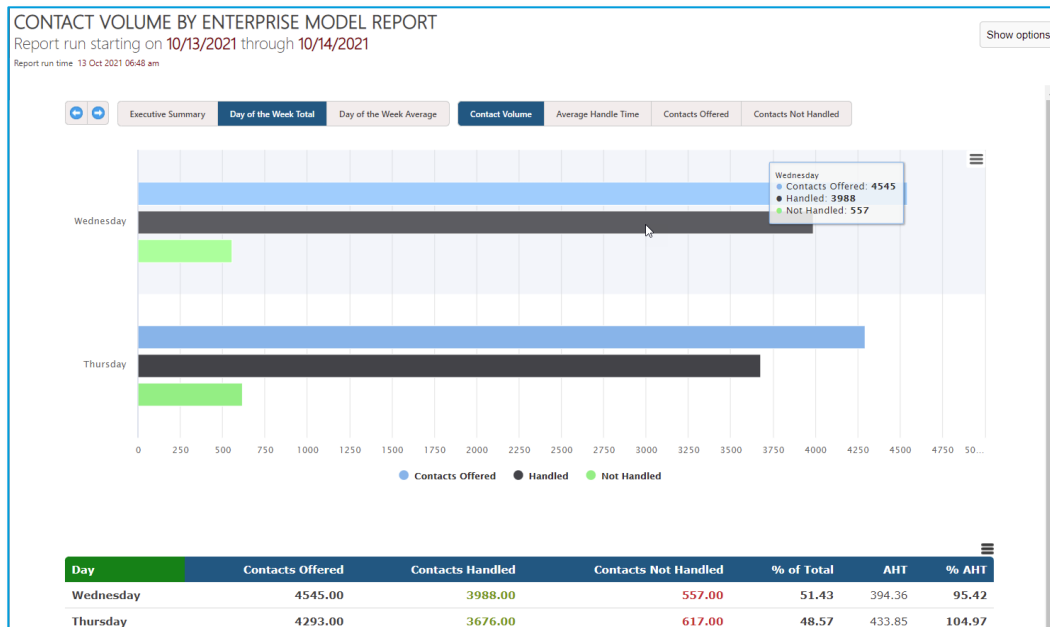 CONTACT VOLUME BY ENTERPRISE MODEL REPORT
Report run starting on 10/13/2021 through 10/14/2021
Show options
Report run time 13 Oct 2021 06:48 am
Executive Summary Day of the Week Total Day of the Week Average Contact Volume Average Handle Time Contacts Offered Contacts Not Handled
Wednesday
Contacts Offered: 4545
Handled: 3988
Not Handled: 557
Wednesday
Thursday
0 250 500 750 1000 1250 1500 1750 2000 2250 2500 2750 3000 3250 3500 3750 4000 4250 4500 4750 50...
Contacts Offered Handled Not Handled
Day Contacts Offered Contacts Handled Contacts Not Handled % of Total AHT % AHT
Wednesday 4545.00 3988.00 557.00 51.43 394.36 95.42
Thursday 4293.00 3676.00 617.00 48.57 433.85 104.97